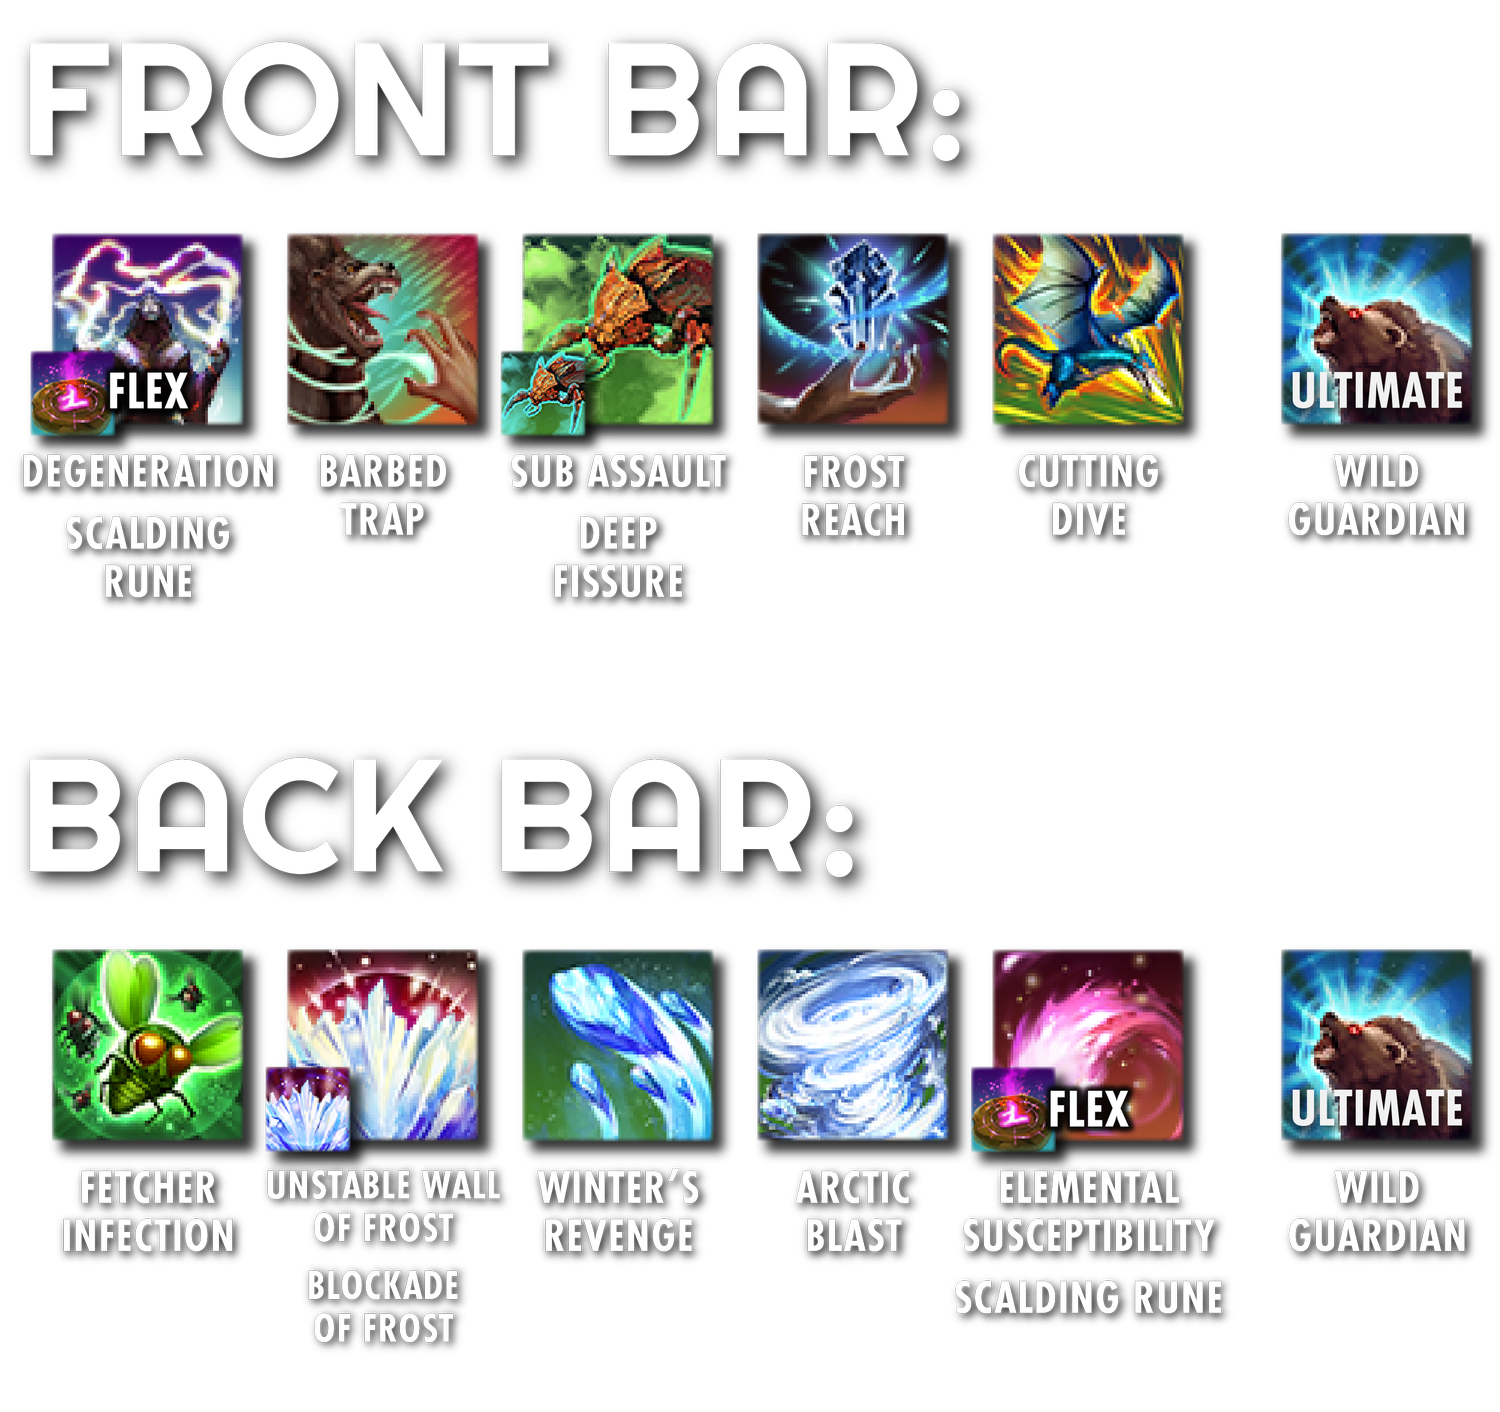 FRONT BAR:
FLEX
ULTIMATE
DEGENERATION
SCALDING
RUNE
BARBED
TRAP
SUB ASSAULT
DEEP
FISSURE
FROST
REACH
CUTTING
DIVE
WILD
GUARDIAN
BACK BAR:
FLEX
ULTIMATE
FETCHER
INFECTION
UNSTABLE WALL
OF FROST
BLOCKADE
OF FROST
WINTER'S
REVENGE
ARCTIC
BLAST
ELEMENTAL
SUSCEPTIBILITY
SCALDING RUNE
WILD
GUARDIAN